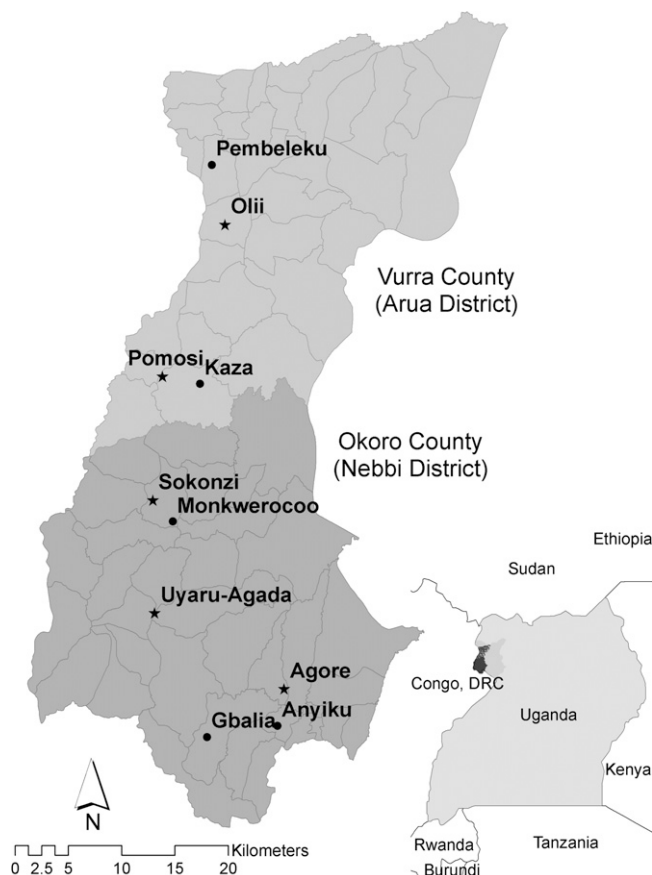 Pembeleku
Olii
Vurra County
(Arua District)
Pomosi
Kaza
Okoro County
(Nebbi District)
Sokonzi
Monkwerocoo
Ethiopia
Sudan
Uyaru-Agada
Agore
Congo, DRC
Anyiku
Gbalia
Uganda
Kenya
N
Kilometers
0 2.5 5 10 15 20
Rwanda
Tanzania
Burundi